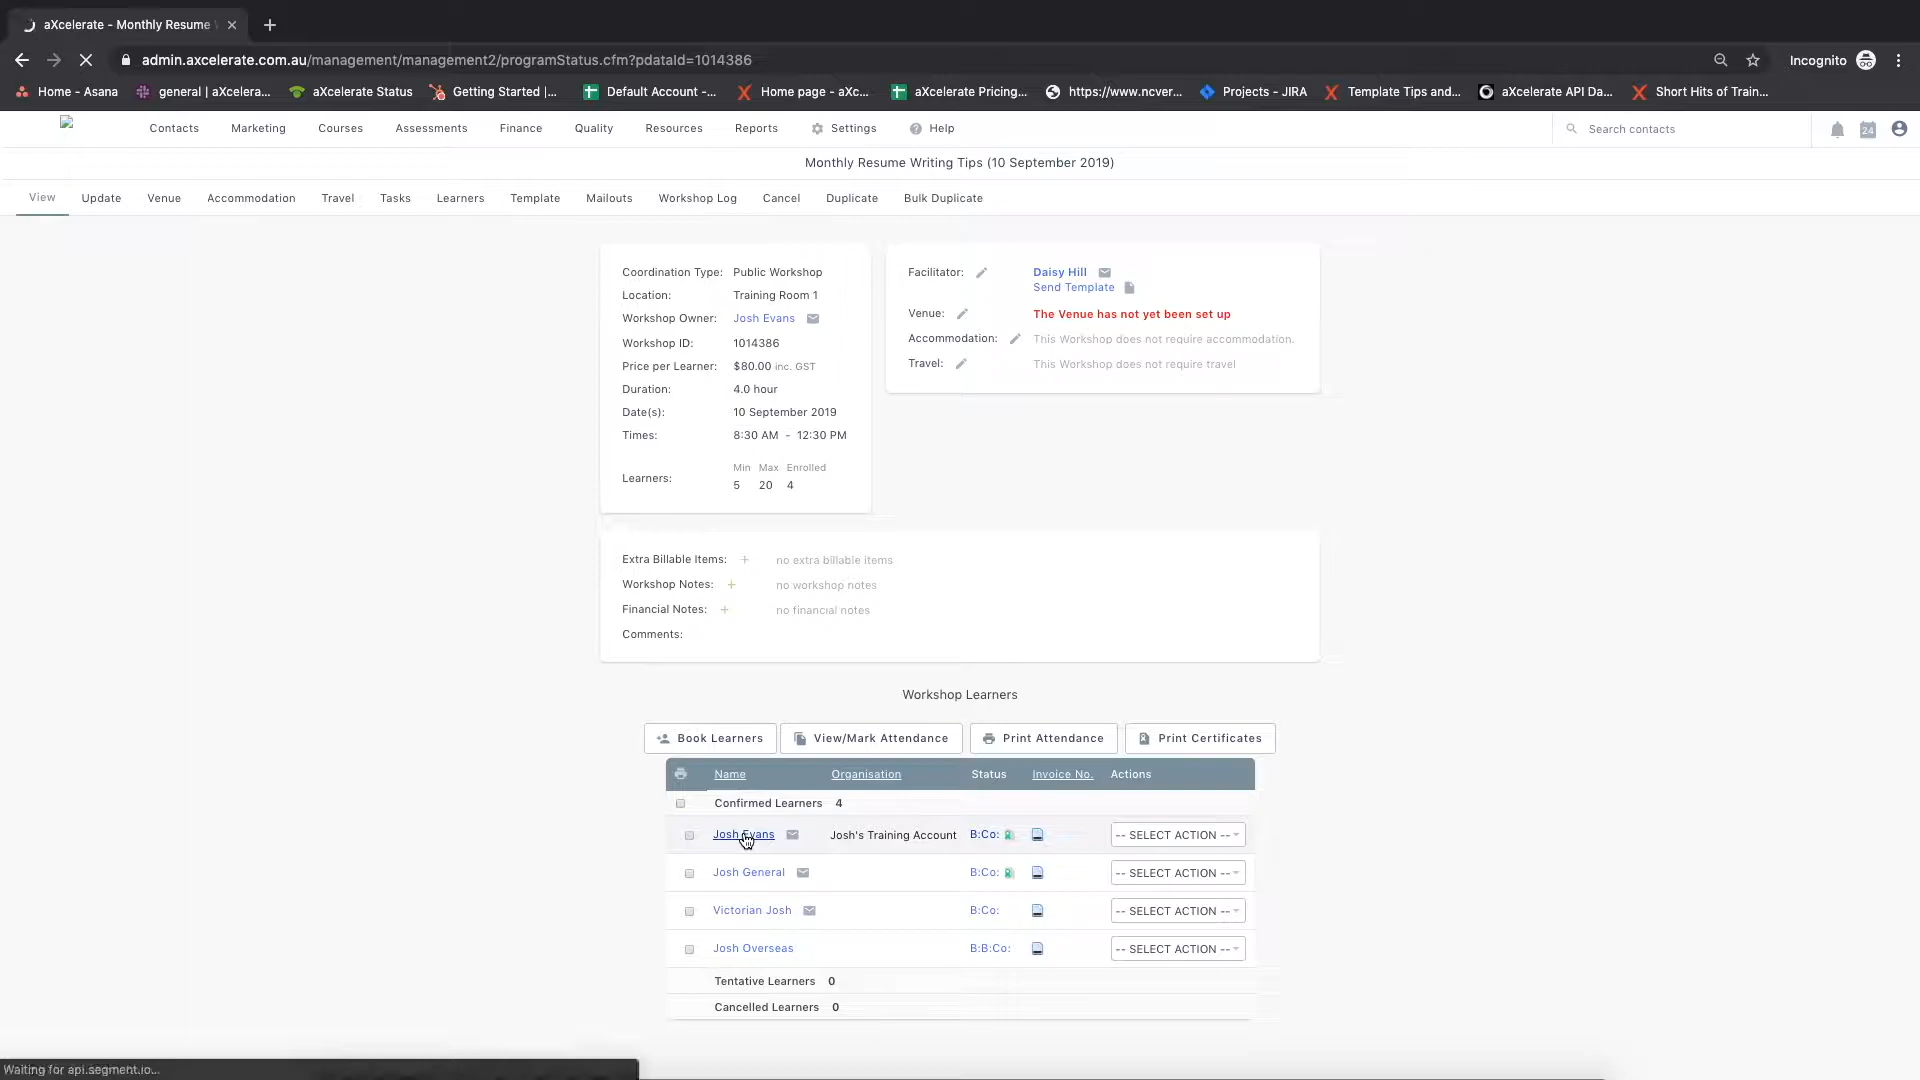 aXcelerate - Monthly Resume
admin.axcelerate.com.au/management/management2/programStatus.cfm?pdataId=1014386
Incognito
Home - Asana
general | aXcelera...
aXcelerate Status
Getting Started |...
Default Account -...
Home page - aXc...
aXcelerate Pricing...
https://www.ncver...
Projects - JIRA
Template Tips and...
aXcelerate API Da...
Short Hits of Train...
Contacts Marketing Courses Assessments Finance Quality Resources Reports Settings Help
Search contacts
24
Monthly Resume Writing Tips (10 September 2019)
View Update Venue Accommodation Travel Tasks Learners Template Mailouts Workshop Log Cancel Duplicate Bulk Duplicate
Coordination Type: Public Workshop
Location: Training Room 1
Workshop Owner: Josh Evans
Workshop ID: 1014386
Price per Learner: $80.00 inc. GST
Duration: 4.0 hour
Date(s): 10 September 2019
Times: 8:30 AM - 12:30 PM
Min Max Enrolled
Learners: 5 20 4
Facilitator: Daisy Hill
Send Template
Venue: The Venue has not yet been set up
Accommodation: This Workshop does not require accommodation.
Travel: This Workshop does not require travel
Extra Billable Items: + no extra billable items
Workshop Notes: + no workshop notes
Financial Notes: + no financial notes
Comments:
Workshop Learners
Book Learners View/Mark Attendance Print Attendance Print Certificates
Name Organisation Status Invoice No. Actions
Confirmed Learners 4
Josh Evans Josh's Training Account B:Co: -- SELECT ACTION --
Josh General B:Co: -- SELECT ACTION --
Victorian Josh B:Co: -- SELECT ACTION --
Josh Overseas B:B:Co: -- SELECT ACTION --
Tentative Learners 0
Cancelled Learners 0
Waiting for api.segment.io...